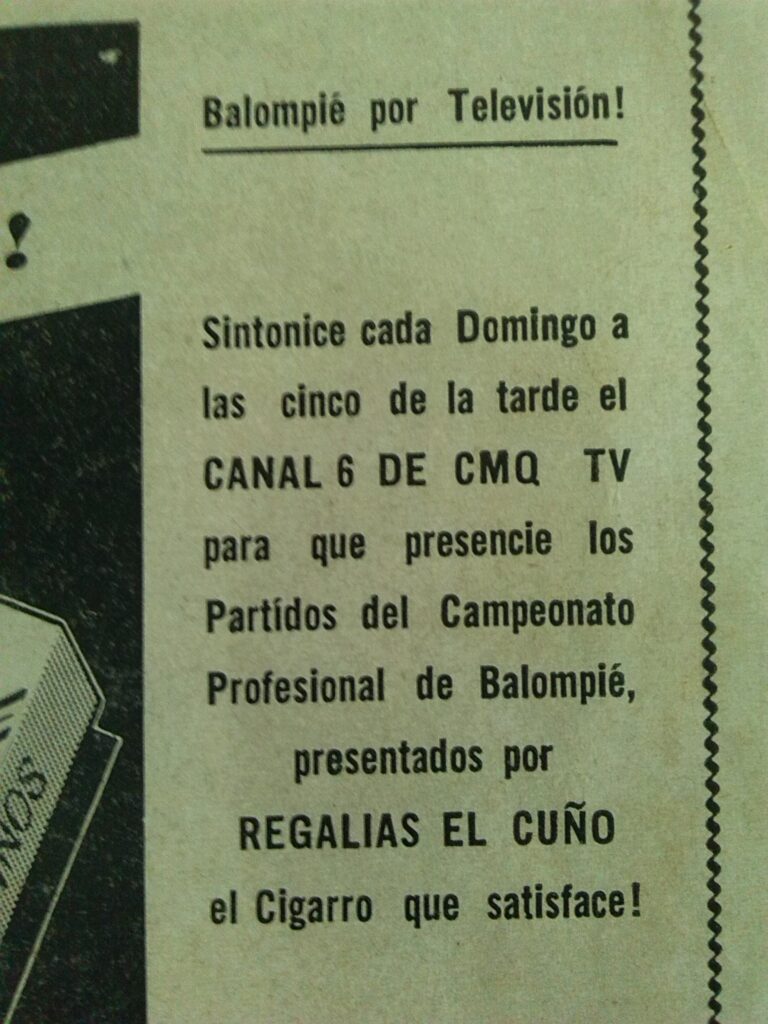 Balompié por Televisión!
!
Sintonice cada Domingo a
las cinco de la tarde el
CANAL 6 DE CMQ TV
para que presencie los
Partídos del Campeonato
Profesional de Balompié,
presentados por
REGALIAS EL CUÑO
el Cigarro que satisface!